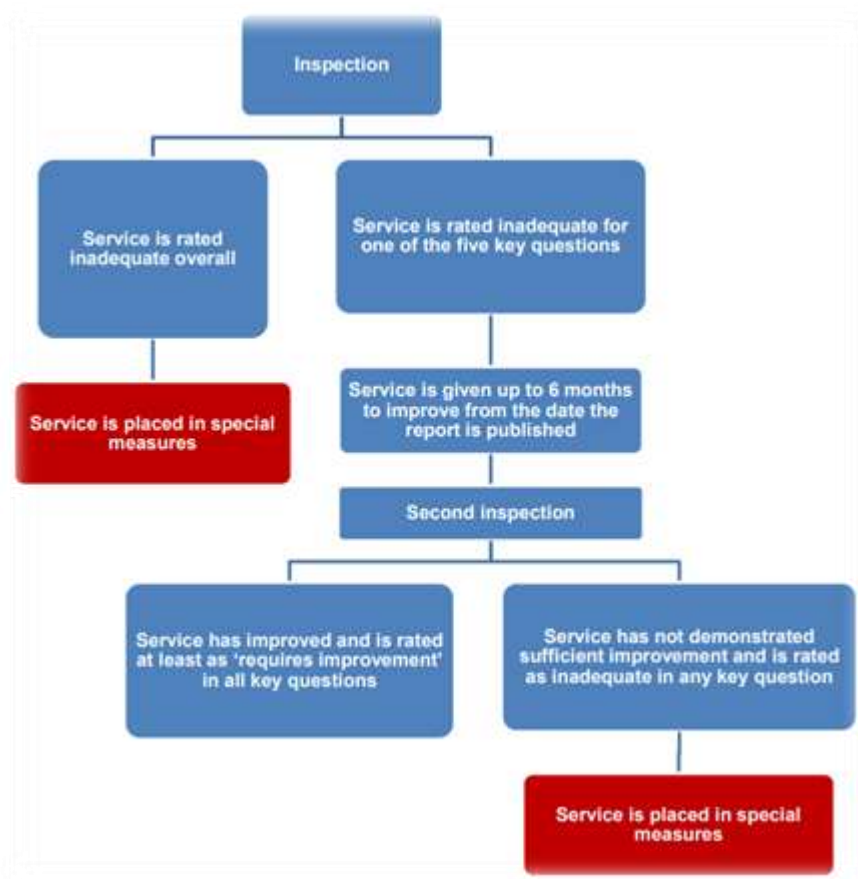 Inspection
Service is rated
inadequate overall
Service is rated inadequate for
one of the five key questions
Service is placed in special
measures
Service is given up to 6 months
to improve from the date the
report is published
Second inspection
Service has improved and is rated
at least as ‘requires improvement’
in all key questions
Service has not demonstrated
sufficient improvement and is rated
as inadequate in any key question
Service is placed in special
measures